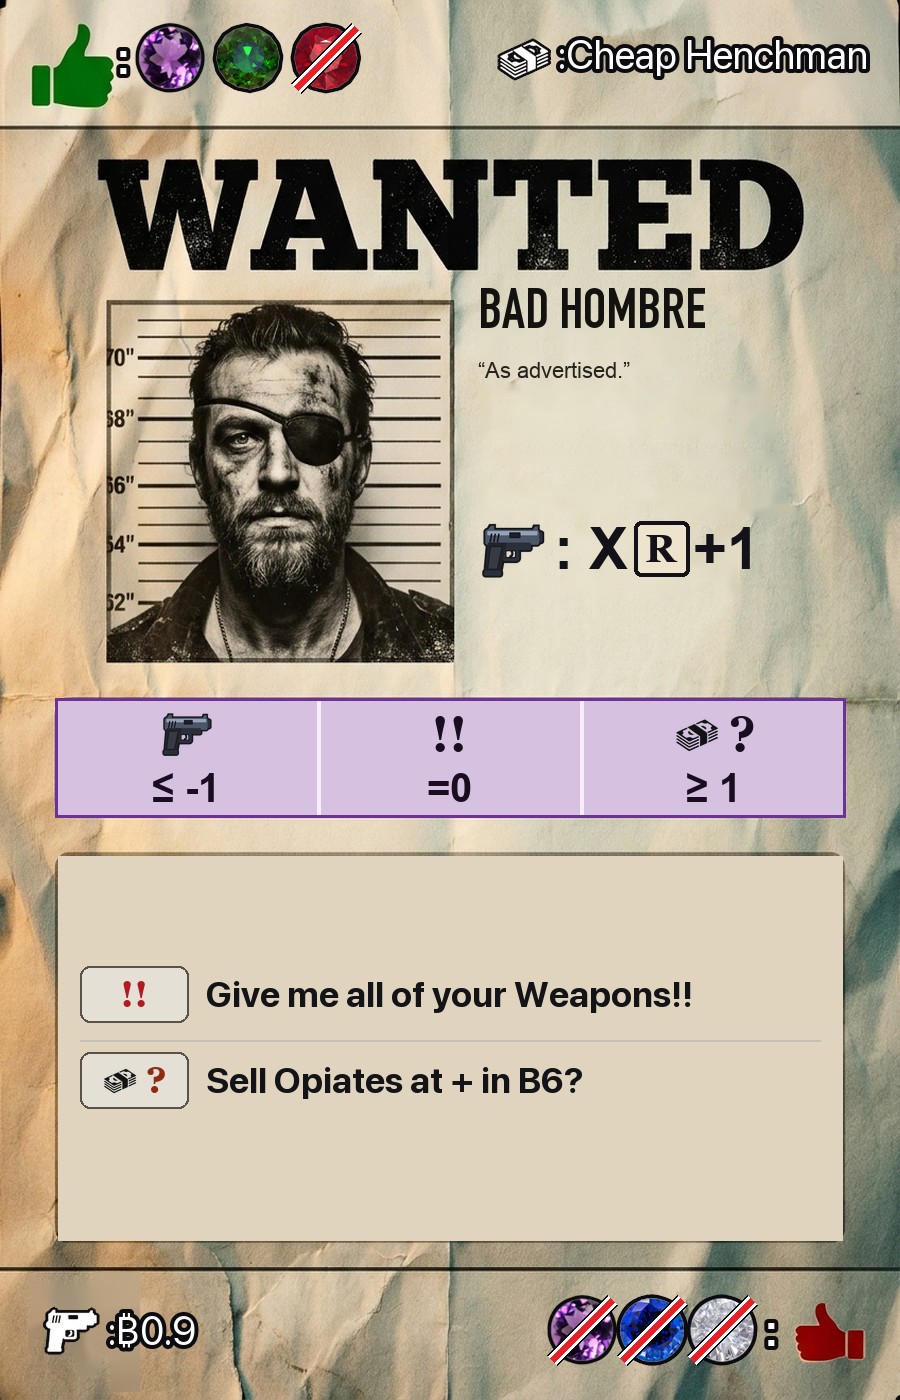 :Cheap Henchman
WANTED
BAD HOMBRE
“As advertised.”
: X R +1
70"
68"
66"
64"
62"
!! ?
≤ -1 =0 ≥ 1
!! Give me all of your Weapons!!
? Sell Opiates at + in B6?
:₿0.9
: